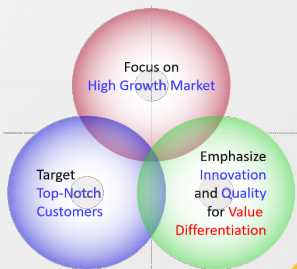 Focus on
High Growth Market
Target
Top-Notch
Customers
Emphasize
Innovation
and Quality
for Value
Differentiation